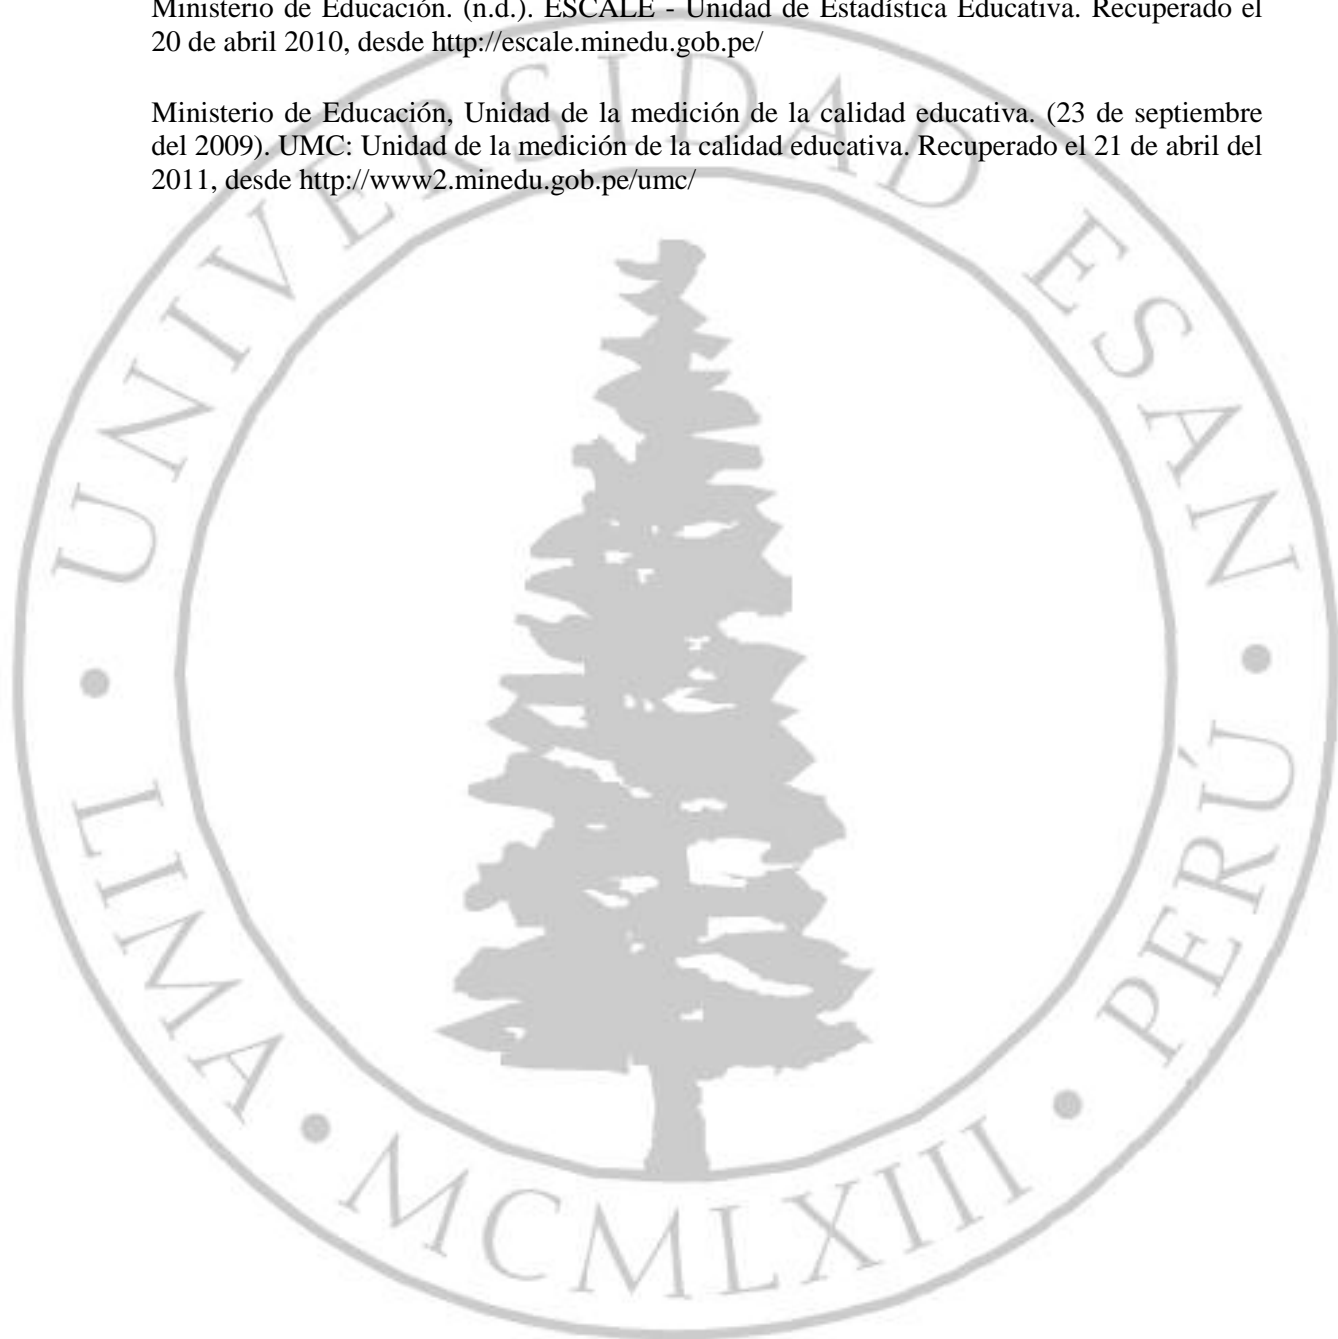 Ministerio de Educación. (n.d.). ESCALE - Unidad de Estadística Educativa. Recuperado el
20 de abril 2010, desde http://escale.minedu.gob.pe/
Ministerio de Educación, Unidad de la medición de la calidad educativa. (23 de septiembre
del 2009). UMC: Unidad de la medición de la calidad educativa. Recuperado el 21 de abril del
2011, desde http://www2.minedu.gob.pe/umc/
UNIVERSIDAD ESAN • PERÚ • MCMLXIII • LIMA •